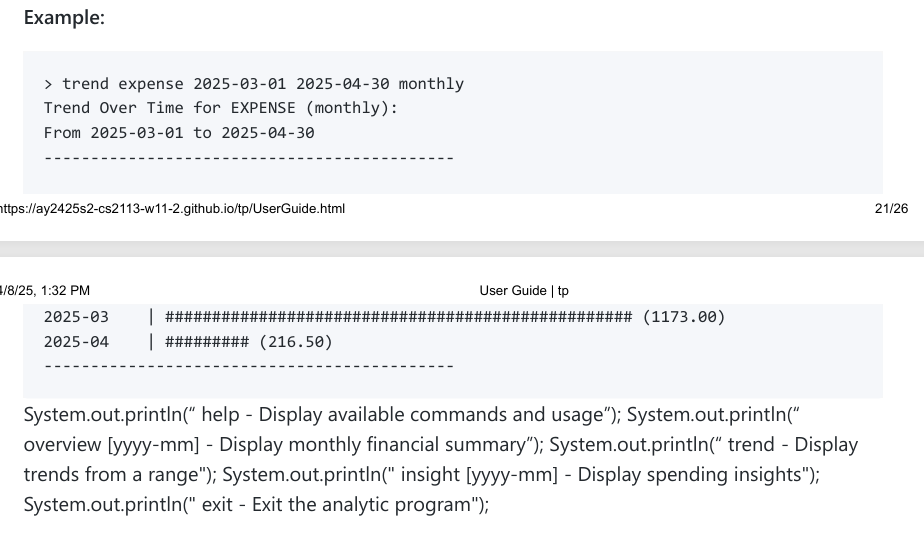 Example:
> trend expense 2025-03-01 2025-04-30 monthly
Trend Over Time for EXPENSE (monthly):
From 2025-03-01 to 2025-04-30
--------------------------------------------
https://ay2425s2-cs2113-w11-2.github.io/tp/UserGuide.html 21/26
4/8/25, 1:32 PM User Guide | tp
2025-03    | ################################################## (1173.00)
2025-04    | ######### (216.50)
--------------------------------------------
System.out.println(“ help - Display available commands and usage”); System.out.println(“
overview [yyyy-mm] - Display monthly financial summary”); System.out.println(“ trend - Display
trends from a range"); System.out.println(" insight [yyyy-mm] - Display spending insights");
System.out.println(" exit - Exit the analytic program");